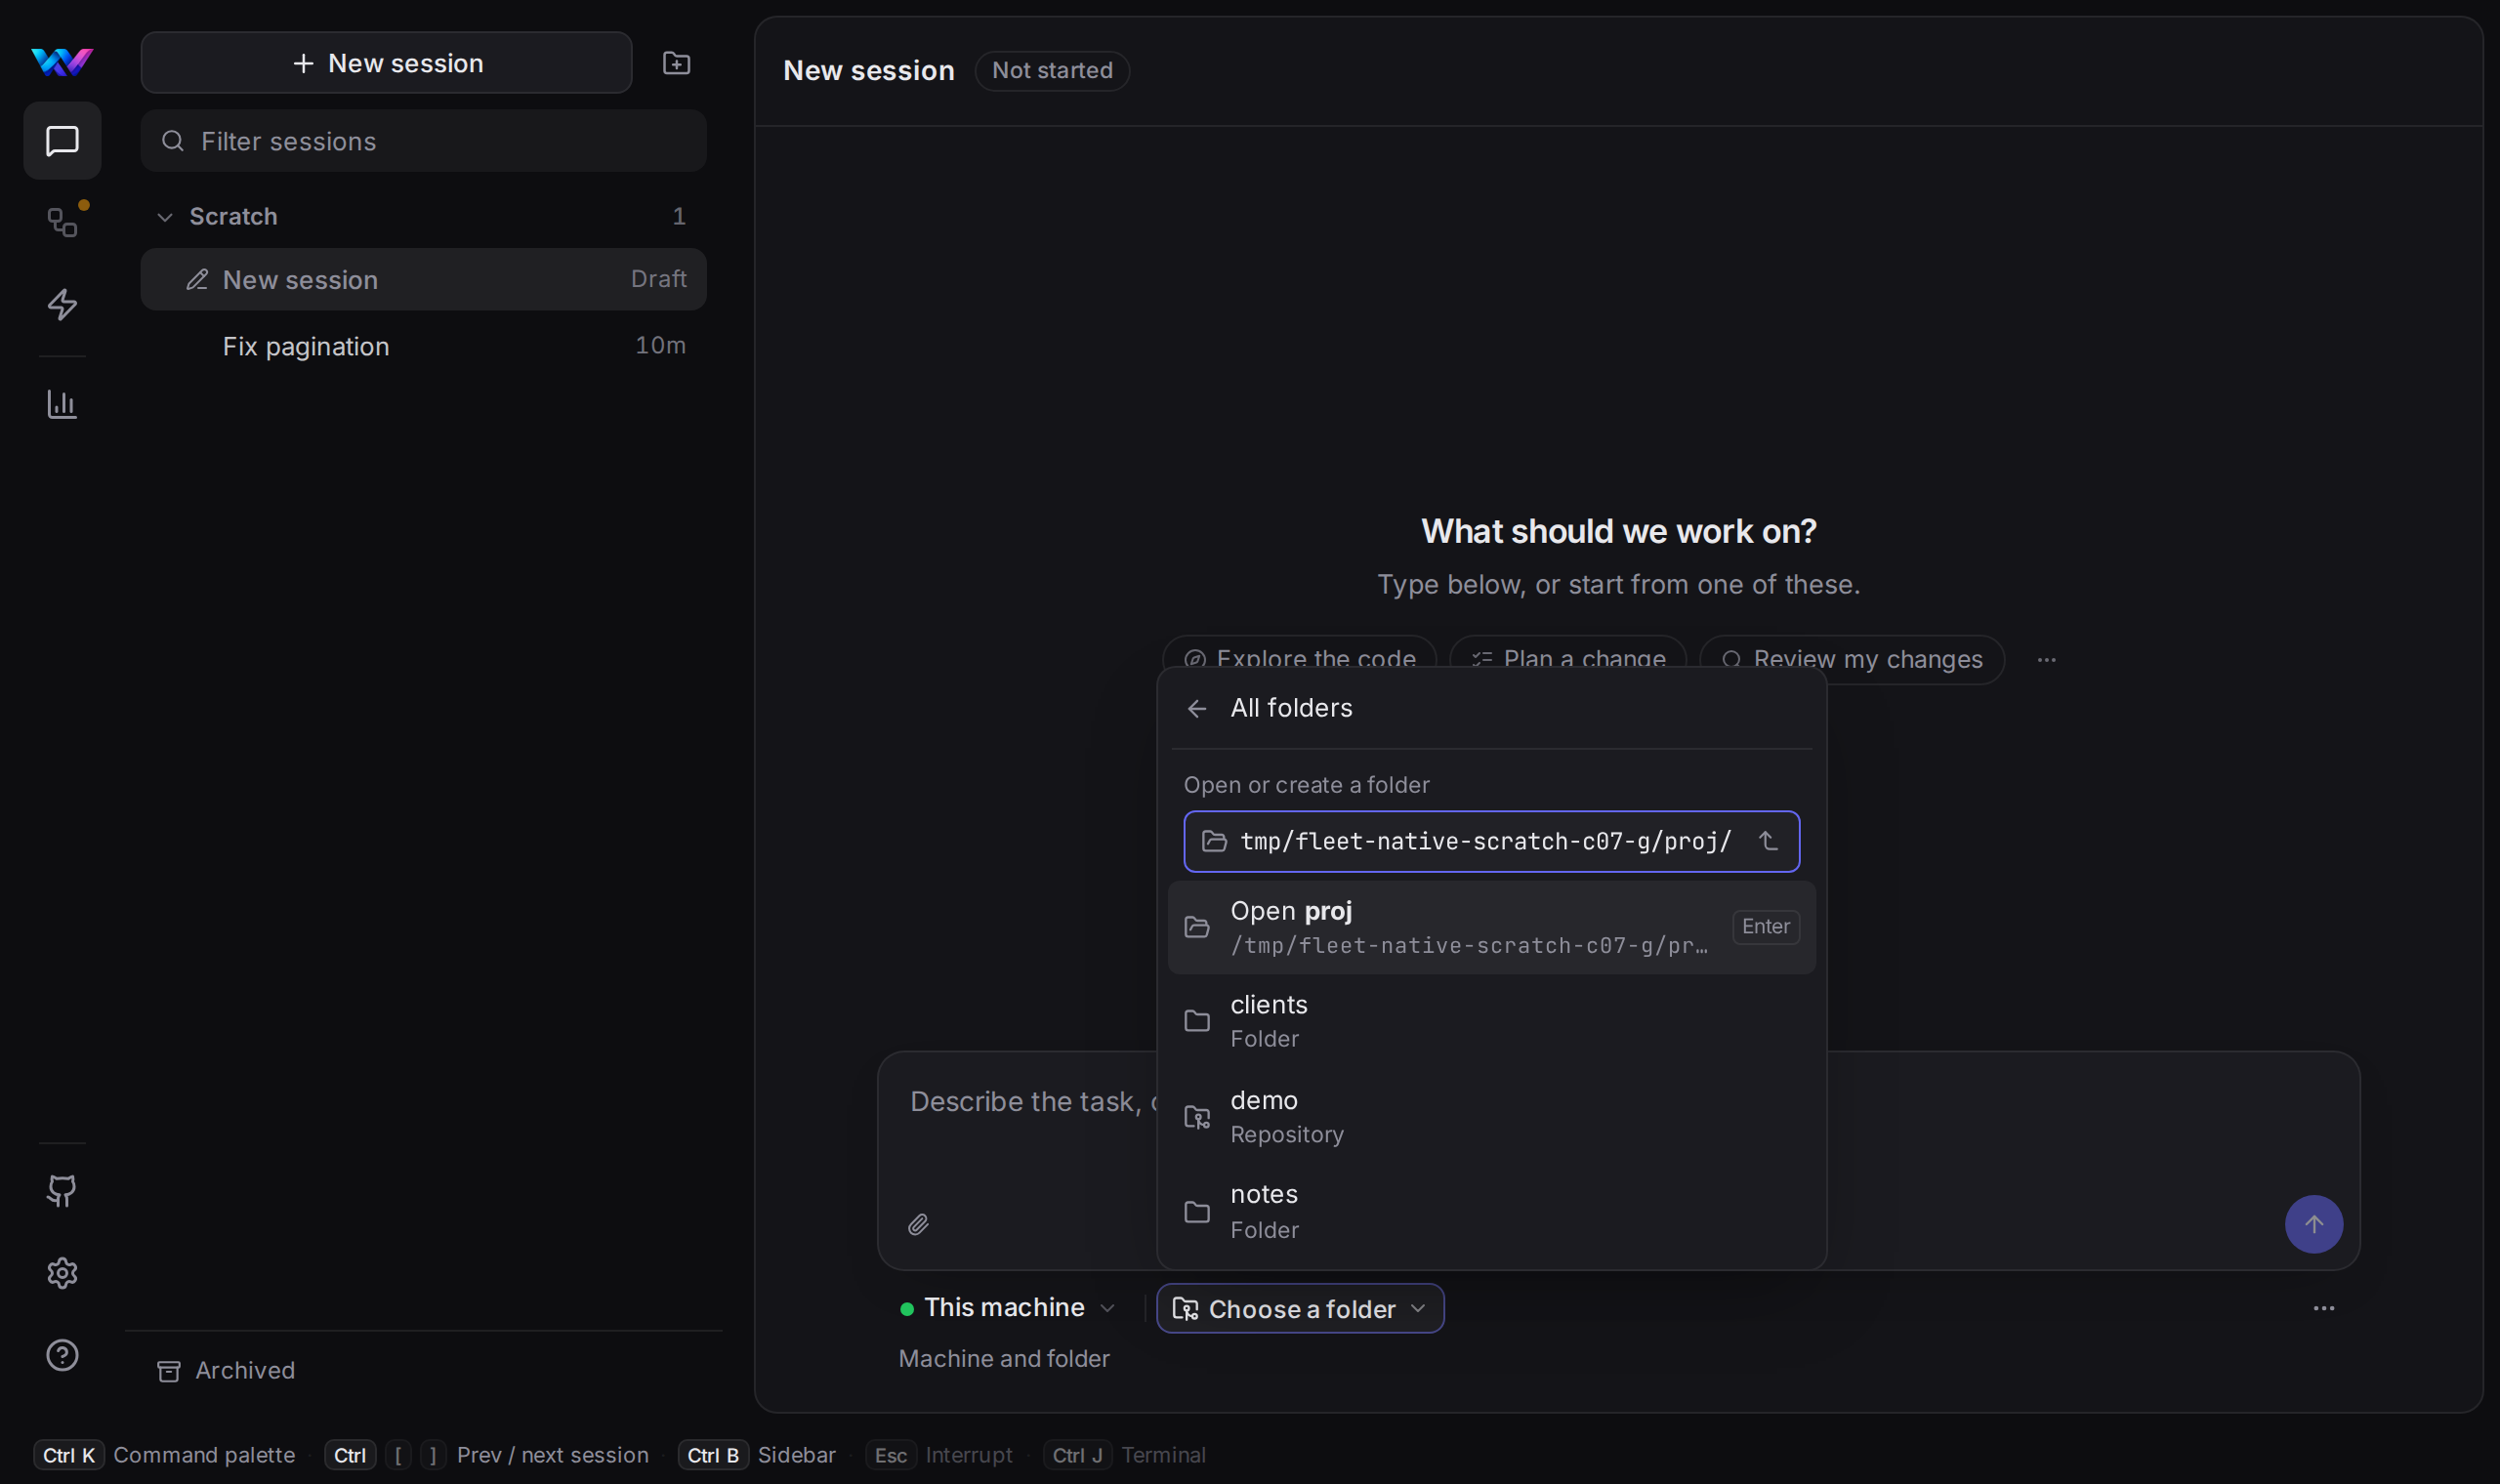 New session
Filter sessions
Scratch 1
New session Draft
Fix pagination 10m
Archived
New session Not started
What should we work on?
Type below, or start from one of these.
Explore the code Plan a change Review my changes
All folders
Open or create a folder
tmp/fleet-native-scratch-c07-g/proj/
Open proj
/tmp/fleet-native-scratch-c07-g/pr…
Enter
clients
Folder
demo
Repository
notes
Folder
Describe the task,
This machine Choose a folder
Machine and folder
Ctrl K Command palette · Ctrl [ ] Prev / next session · Ctrl B Sidebar · Esc Interrupt · Ctrl J Terminal